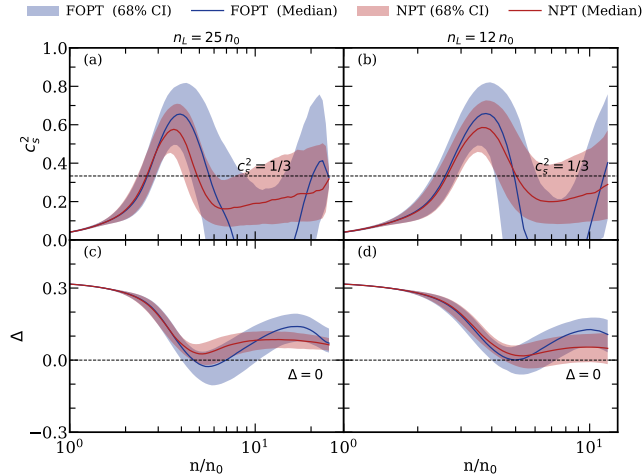 FOPT (68% CI) FOPT (Median) NPT (68% CI) NPT (Median)
n_L = 25 n_0 n_L = 12 n_0
(a) (b)
1.0
0.8
0.6
0.4
0.2
0.0
c_s^2
c_s^2 = 1/3 c_s^2 = 1/3
(c) (d)
0.3
0.0
−0.3
Δ
Δ = 0 Δ = 0
10^0 10^1 10^0 10^1
n/n_0 n/n_0